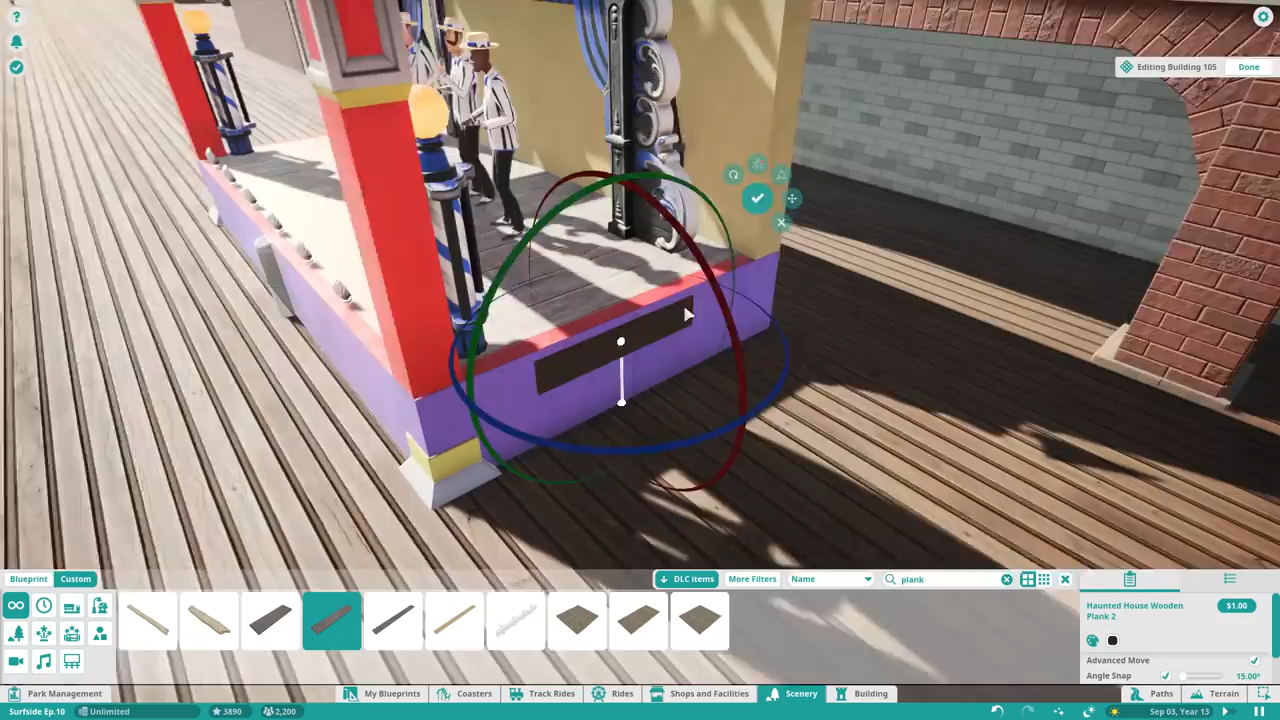 Editing Building 105
Done
Blueprint
Custom
DLC items
More Filters
Name
plank
Haunted House Wooden
Plank 2
$1.00
Advanced Move
Angle Snap
15.00°
Park Management
My Blueprints
Coasters
Track Rides
Rides
Shops and Facilities
Scenery
Building
Paths
Terrain
Surfside Ep.10
Unlimited
3890
2,200
Sep 03, Year 13